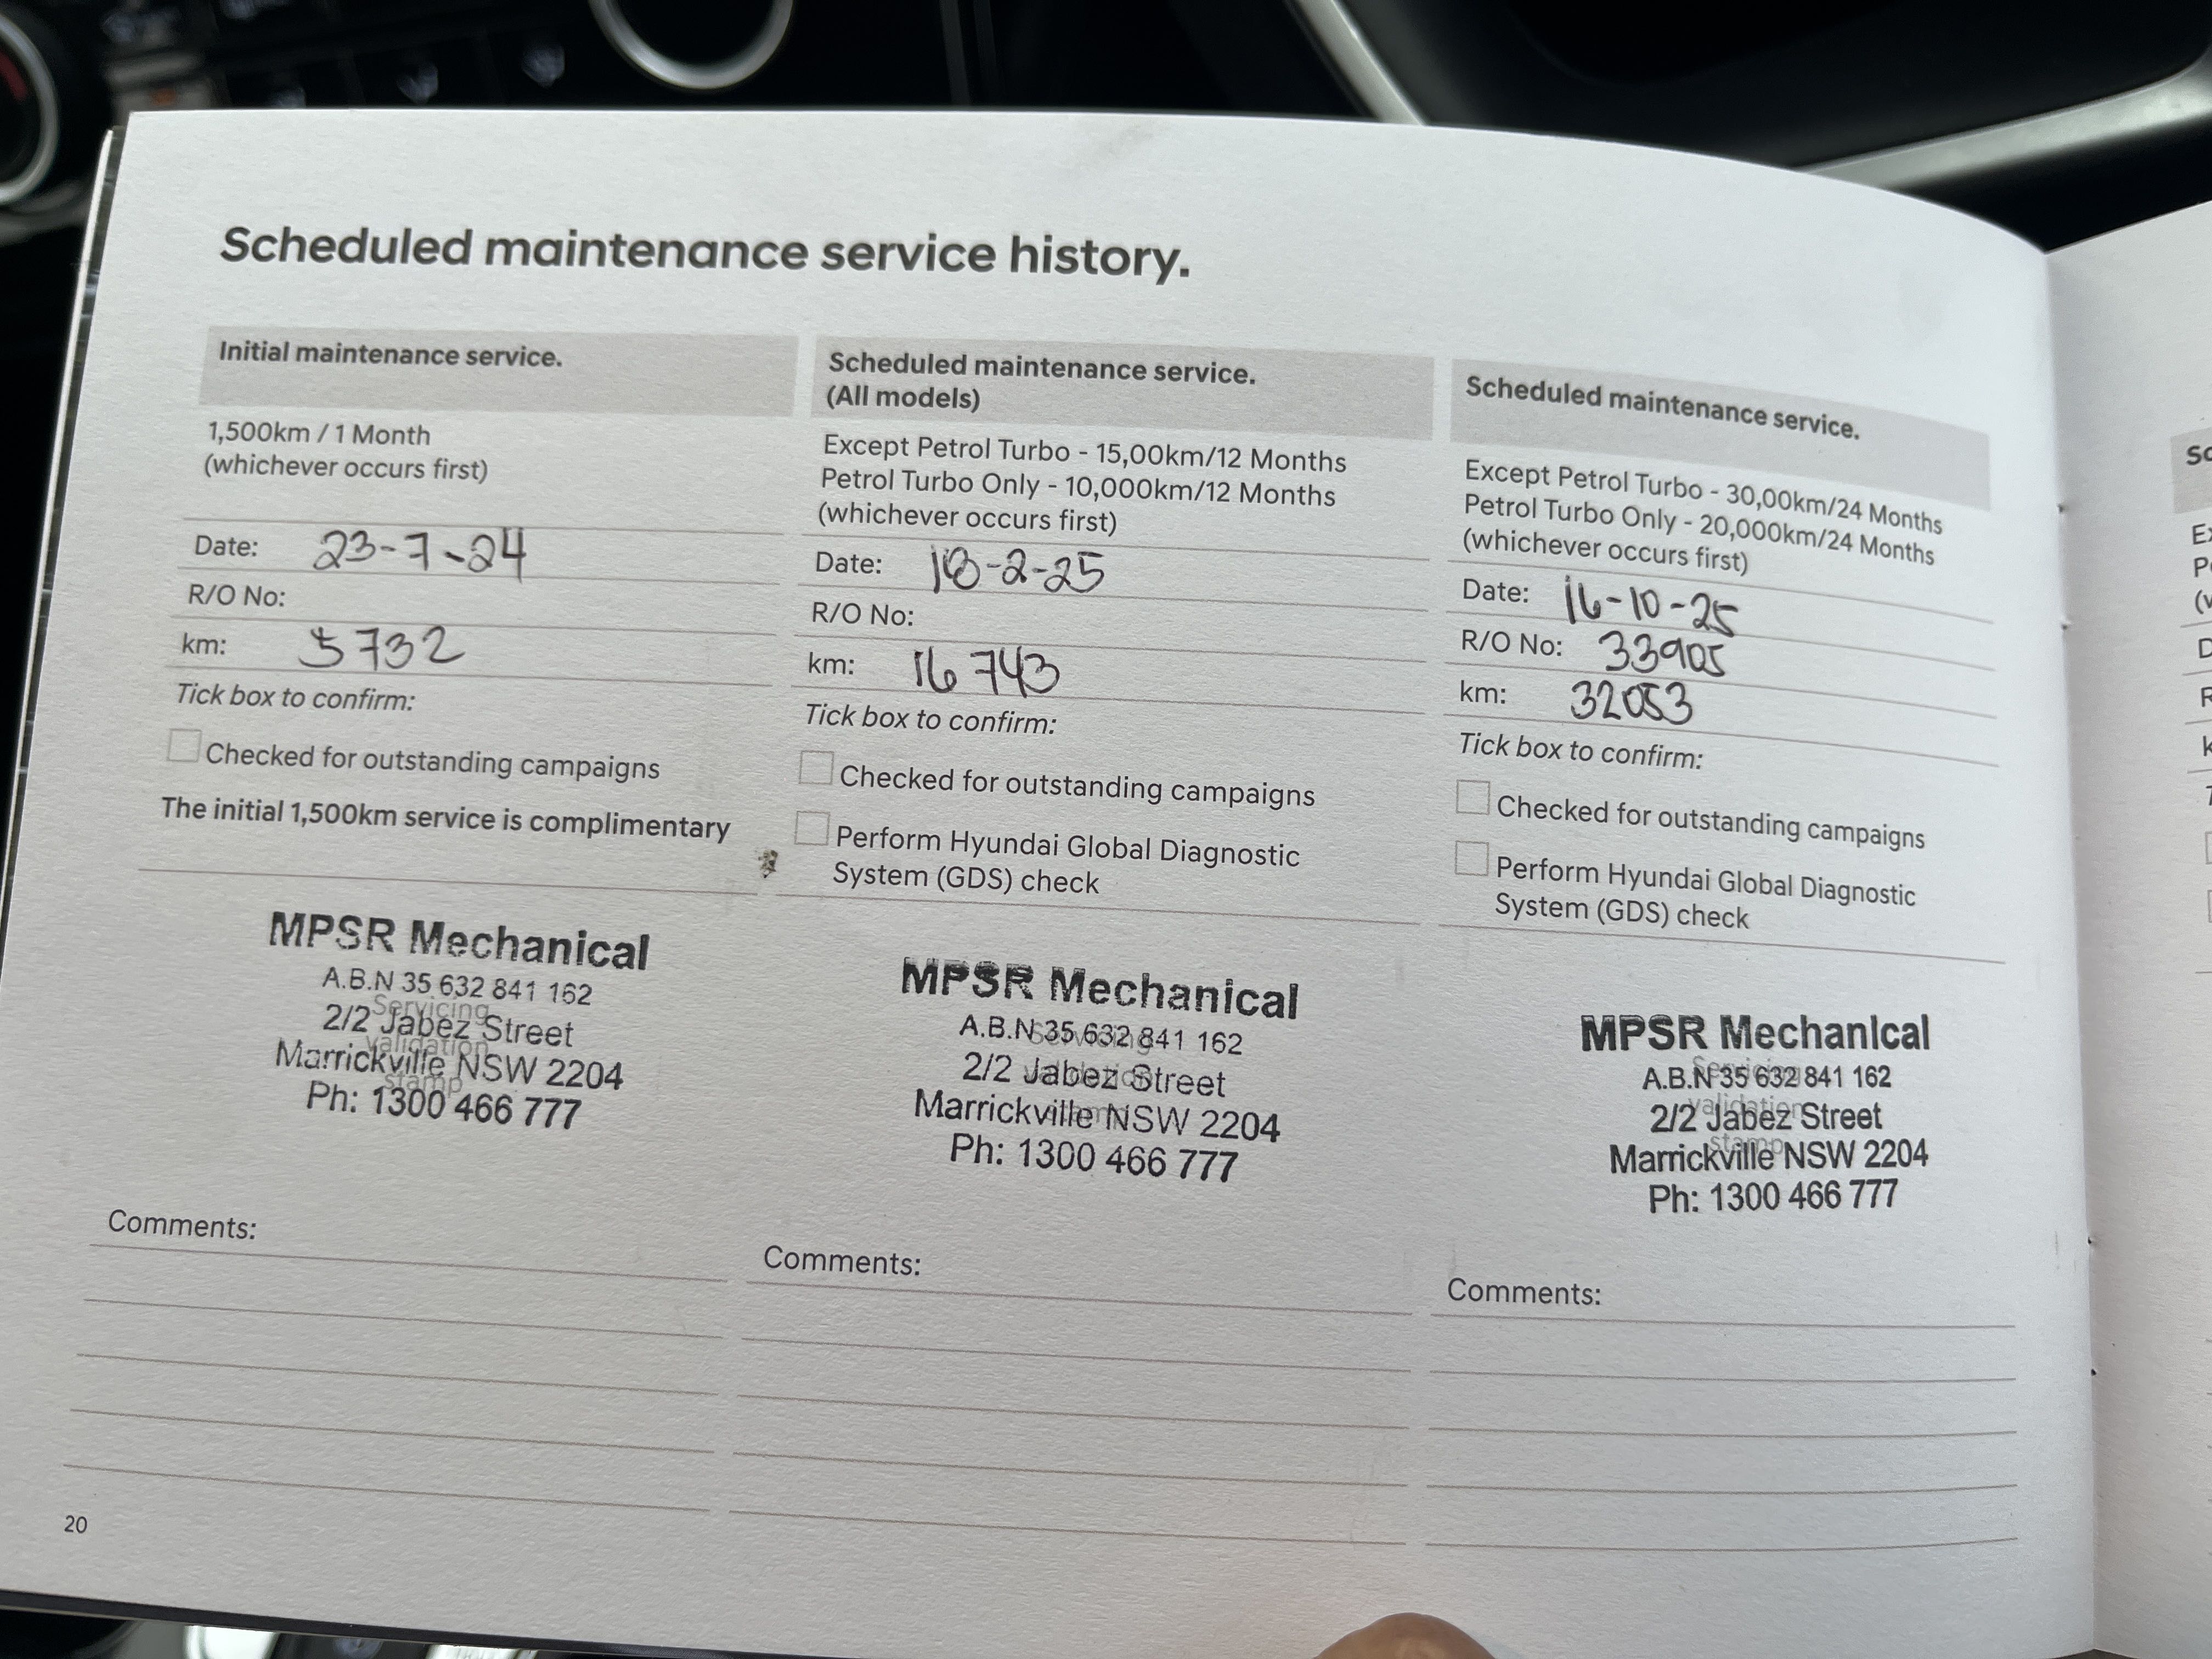 Scheduled maintenance service history.
Initial maintenance service.
1,500km / 1 Month
(whichever occurs first)
Date: 23-7-24
R/O No:
km: 5732
Tick box to confirm:
Checked for outstanding campaigns
The initial 1,500km service is complimentary
MPSR Mechanical
A.B.N 35 632 841 162
Servicing
2/2 Jabez Street
validation
Marrickville NSW 2204
stamp
Ph: 1300 466 777
Comments:
Scheduled maintenance service.
(All models)
Except Petrol Turbo - 15,00km/12 Months
Petrol Turbo Only - 10,000km/12 Months
(whichever occurs first)
Date: 18-2-25
R/O No:
km: 16743
Tick box to confirm:
Checked for outstanding campaigns
Perform Hyundai Global Diagnostic
System (GDS) check
MPSR Mechanical
A.B.N 35 632 841 162
Servicing
2/2 Jabez Street
validation
Marrickville NSW 2204
stamp
Ph: 1300 466 777
Comments:
Scheduled maintenance service.
Except Petrol Turbo - 30,00km/24 Months
Petrol Turbo Only - 20,000km/24 Months
(whichever occurs first)
Date: 16-10-25
R/O No: 33905
km: 32053
Tick box to confirm:
Checked for outstanding campaigns
Perform Hyundai Global Diagnostic
System (GDS) check
MPSR Mechanical
Servicing
A.B.N 35 632 841 162
validation
2/2 Jabez Street
stamp
Marrickville NSW 2204
Ph: 1300 466 777
Comments:
20